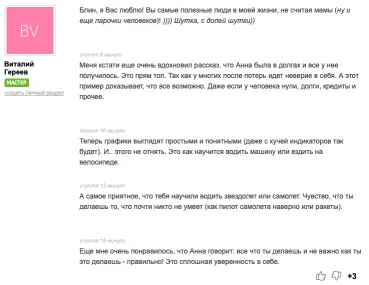 Блин, я Вас люблю! Вы самые полезные люди в моей жизни, не считая мамы (ну и
еще парочки человеков)! )))) Шутка, с долей шутки))
BV
спустя 6 минут
Виталий
Гереев
МАСТЕР
создать личный раздел
Меня кстати еще очень вдохновил рассказ, что Анна была в долгах и все у нее
получилось. Это прям топ. Так как у многих после потерь идет неверие в себя. А этот
пример доказывает, что все возможно. Даже если у человека нули, долги, кредиты и
прочее.
спустя 10 минут
Теперь графики выглядят простыми и понятными (даже с кучей индикаторов так
будет). И.. этого не отнять. Это как научится водить машину или ездить на
велосипеде.
спустя 13 минут
А самое приятное, что тебя научили водить звездолет или самолет. Чувство, что ты
делаешь то, что почти никто не умеет (как пилот самолета наверно или ракеты).
спустя 15 минут
Еще мне очень понравилось, что Анна говорит: все что ты делаешь и не важно как ты
это делаешь - правильно! Это сплошная уверенность в себе.
+3